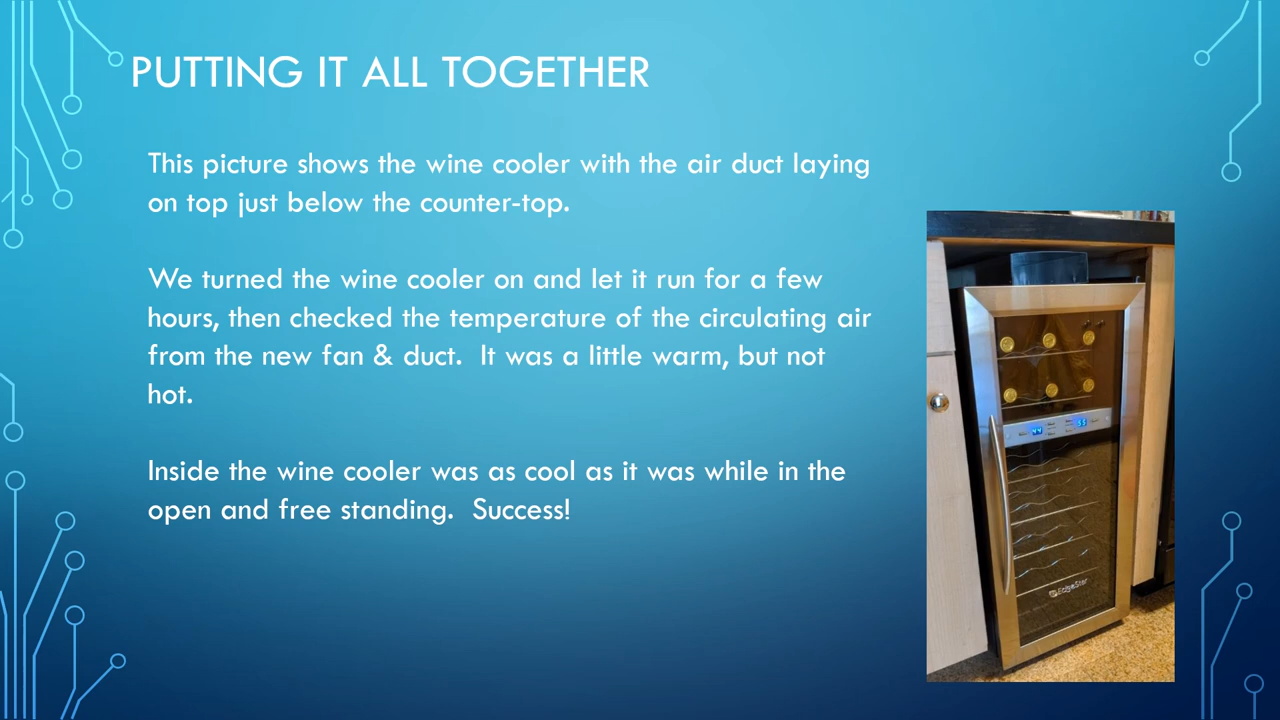 PUTTING IT ALL TOGETHER
This picture shows the wine cooler with the air duct laying
on top just below the counter-top.
We turned the wine cooler on and let it run for a few
hours, then checked the temperature of the circulating air
from the new fan & duct.  It was a little warm, but not
hot.
Inside the wine cooler was as cool as it was while in the
open and free standing.  Success!
44 55
EdgeStar